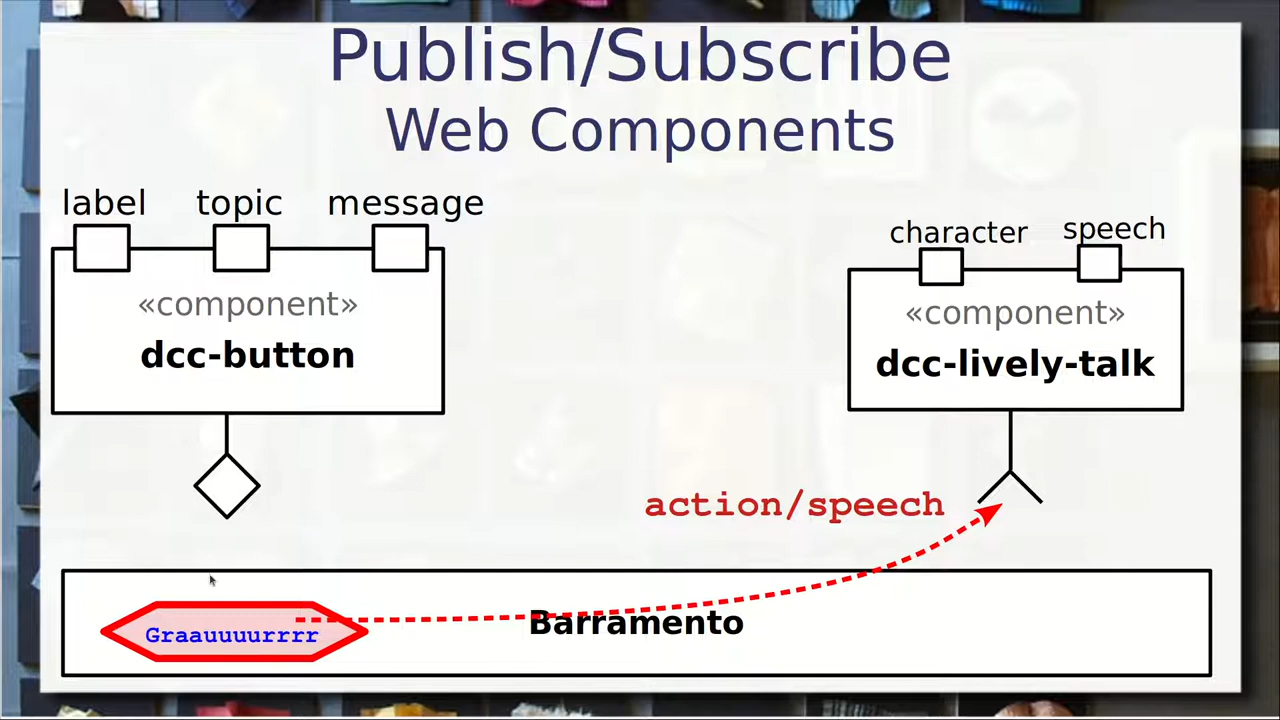 Publish/Subscribe
Web Components
label topic message
character speech
«component»
dcc-button
«component»
dcc-lively-talk
action/speech
Graauuuurrrr
Barramento